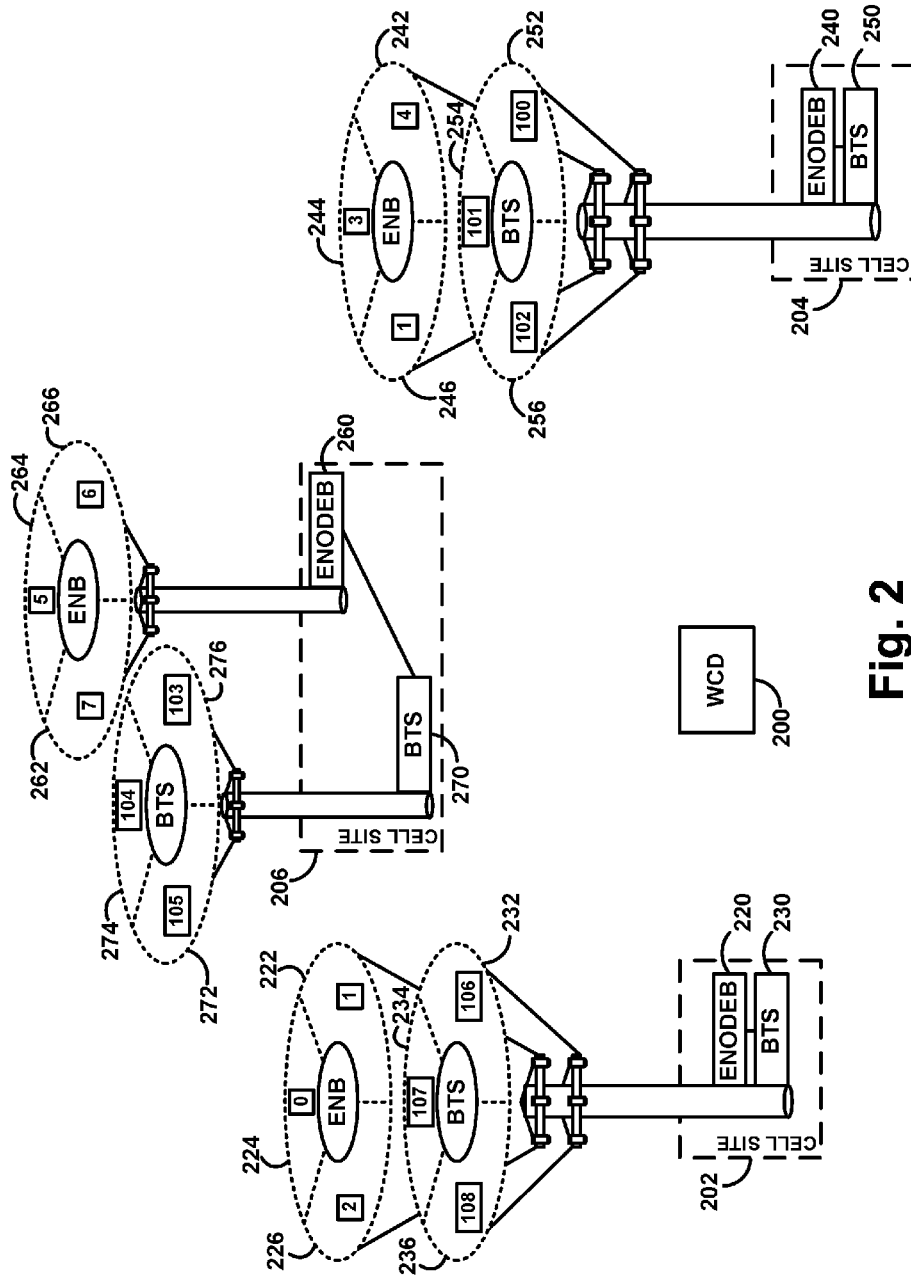 264
5
266
ENB
262
7
6
274
104
276
BTS
105
103
272
206
CELL SITE
ENODEB
260
BTS
270
224
0
222
226
ENB
2
1
234
107
232
236
BTS
108
106
202
CELL SITE
ENODEB
220
BTS
230
244
3
242
ENB
1
4
246
254
101
252
BTS
102
100
256
204
CELL SITE
ENODEB
240
BTS
250
WCD
200
Fig. 2